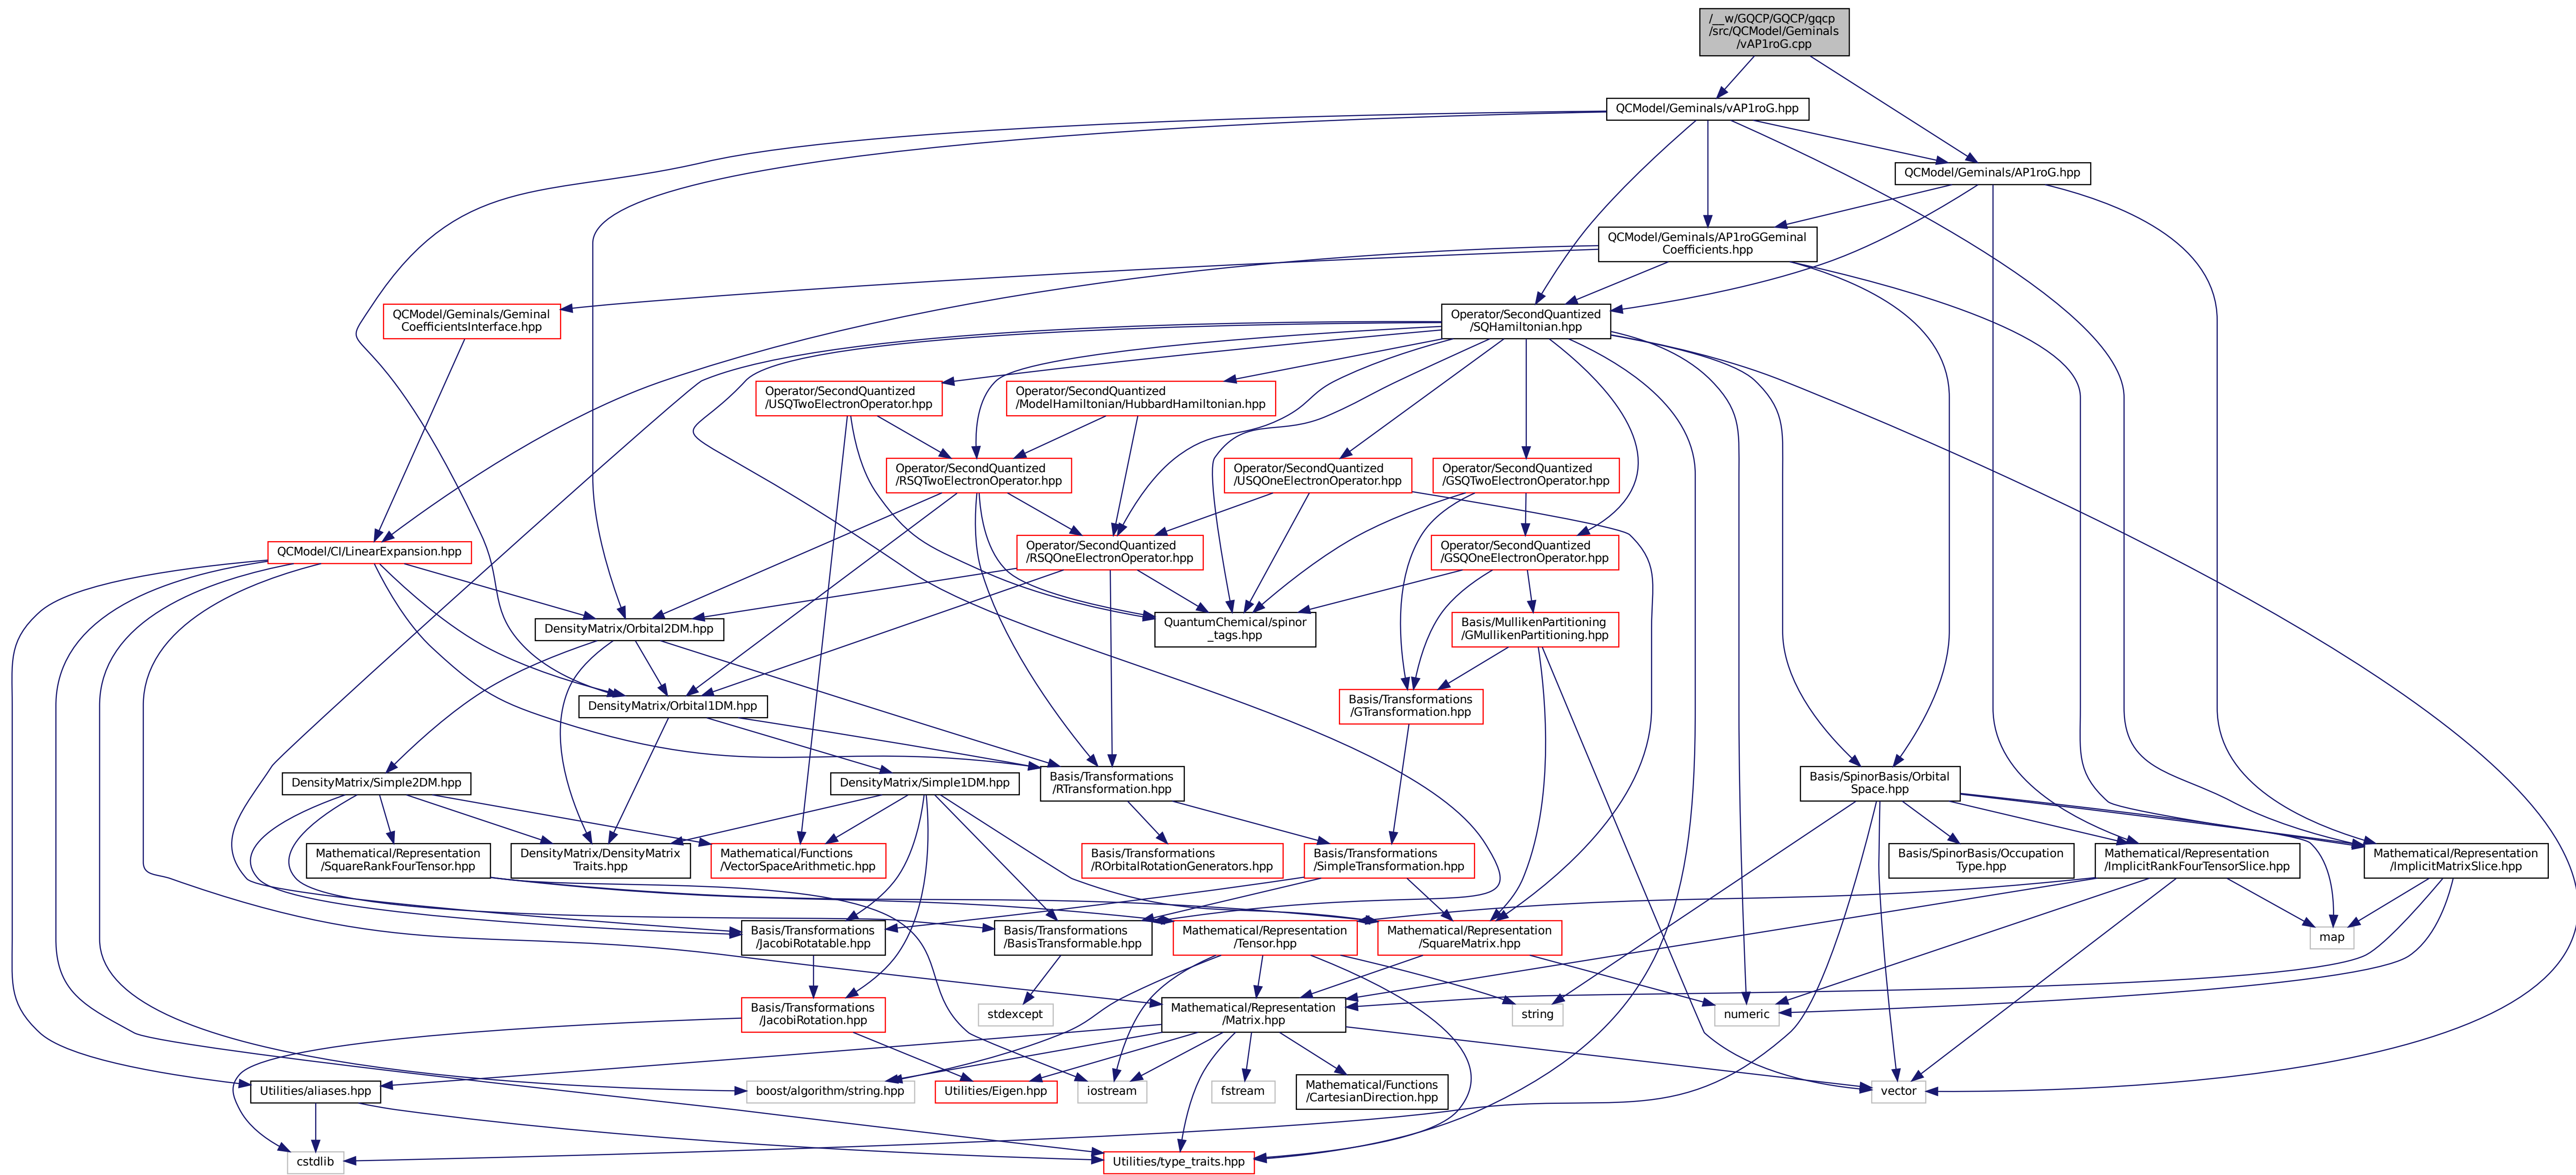 /__w/GQCP/GQCP/gqcp
/src/QCModel/Geminals
/vAP1roG.cpp
QCModel/Geminals/vAP1roG.hpp
QCModel/Geminals/AP1roG.hpp
QCModel/Geminals/AP1roGGeminal
Coefficients.hpp
QCModel/Geminals/Geminal
CoefficientsInterface.hpp
Operator/SecondQuantized
/SQHamiltonian.hpp
Operator/SecondQuantized
/USQTwoElectronOperator.hpp
Operator/SecondQuantized
/ModelHamiltonian/HubbardHamiltonian.hpp
Operator/SecondQuantized
/RSQTwoElectronOperator.hpp
Operator/SecondQuantized
/USQOneElectronOperator.hpp
Operator/SecondQuantized
/GSQTwoElectronOperator.hpp
QCModel/CI/LinearExpansion.hpp
Operator/SecondQuantized
/RSQOneElectronOperator.hpp
Operator/SecondQuantized
/GSQOneElectronOperator.hpp
DensityMatrix/Orbital2DM.hpp
QuantumChemical/spinor
_tags.hpp
Basis/MullikenPartitioning
/GMullikenPartitioning.hpp
DensityMatrix/Orbital1DM.hpp
Basis/Transformations
/GTransformation.hpp
DensityMatrix/Simple2DM.hpp
DensityMatrix/Simple1DM.hpp
Basis/Transformations
/RTransformation.hpp
Basis/SpinorBasis/Orbital
Space.hpp
Mathematical/Representation
/SquareRankFourTensor.hpp
DensityMatrix/DensityMatrix
Traits.hpp
Mathematical/Functions
/VectorSpaceArithmetic.hpp
Basis/Transformations
/ROrbitalRotationGenerators.hpp
Basis/Transformations
/SimpleTransformation.hpp
Basis/SpinorBasis/Occupation
Type.hpp
Mathematical/Representation
/ImplicitRankFourTensorSlice.hpp
Mathematical/Representation
/ImplicitMatrixSlice.hpp
Basis/Transformations
/JacobiRotatable.hpp
Basis/Transformations
/BasisTransformable.hpp
Mathematical/Representation
/Tensor.hpp
Mathematical/Representation
/SquareMatrix.hpp
map
Basis/Transformations
/JacobiRotation.hpp
stdexcept
Mathematical/Representation
/Matrix.hpp
string
numeric
Utilities/aliases.hpp
boost/algorithm/string.hpp
Utilities/Eigen.hpp
iostream
fstream
Mathematical/Functions
/CartesianDirection.hpp
vector
cstdlib
Utilities/type_traits.hpp